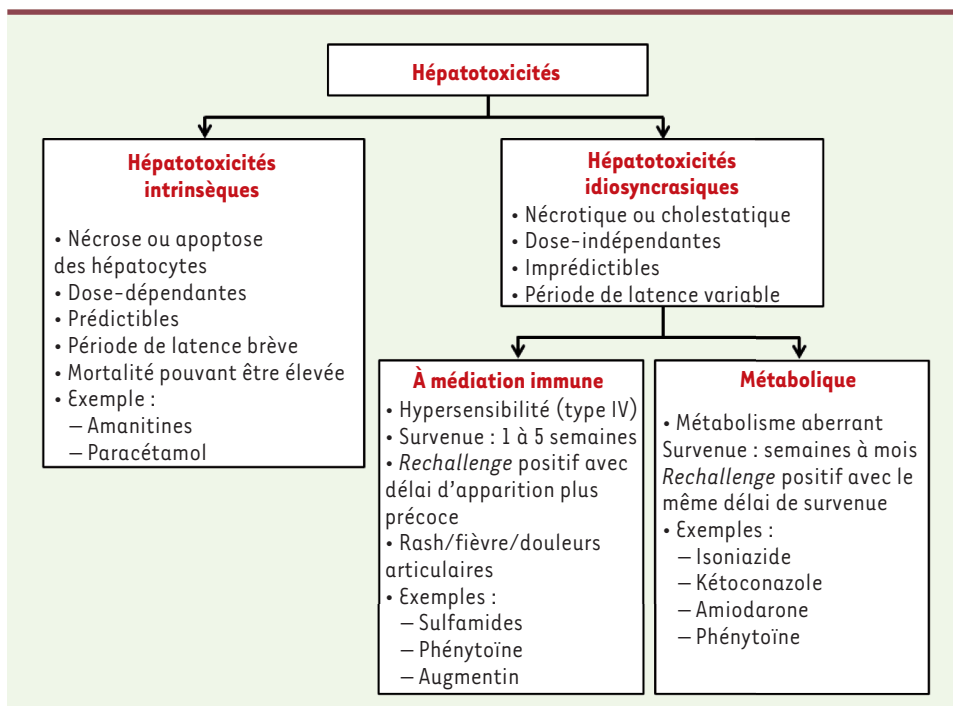 Hépatotoxicités
Hépatotoxicités
intrinsèques
• Nécrose ou apoptose
des hépatocytes
• Dose-dépendantes
• Prédictibles
• Période de latence brève
• Mortalité pouvant être élevée
• Exemple :
– Amanitines
– Paracétamol
Hépatotoxicités
idiosyncrasiques
• Nécrotique ou cholestatique
• Dose-indépendantes
• Imprédictibles
• Période de latence variable
À médiation immune
• Hypersensibilité (type IV)
• Survenue : 1 à 5 semaines
• Rechallenge positif avec
délai d’apparition plus
précoce
• Rash/fièvre/douleurs
articulaires
• Exemples :
– Sulfamides
– Phénytoïne
– Augmentin
Métabolique
• Métabolisme aberrant
Survenue : semaines à mois
Rechallenge positif avec le
même délai de survenue
• Exemples :
– Isoniazide
– Kétoconazole
– Amiodarone
– Phénytoïne